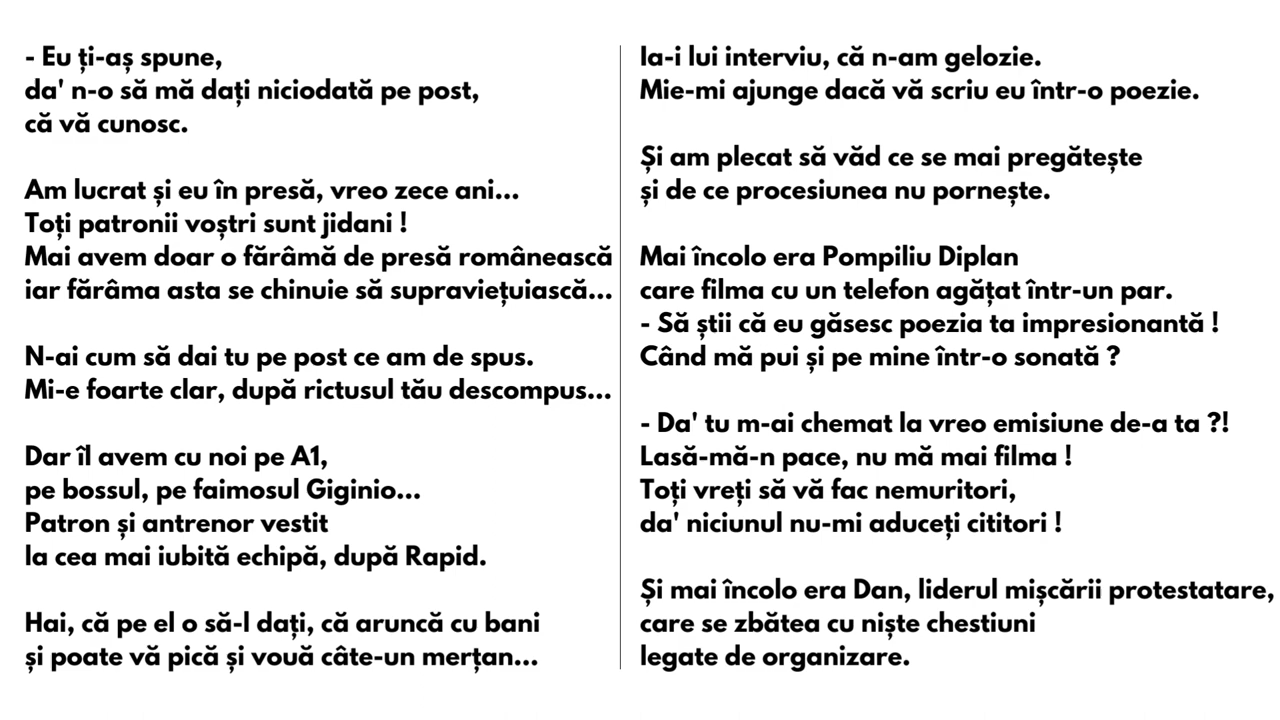 - Eu ți-aș spune,
da' n-o să mă dați niciodată pe post,
că vă cunosc.
Am lucrat și eu în presă, vreo zece ani...
Toți patronii voștri sunt jidani !
Mai avem doar o fărâmă de presă românească
iar fărâma asta se chinuie să supraviețuiască...
N-ai cum să dai tu pe post ce am de spus.
Mi-e foarte clar, după rictusul tău descompus...
Dar îl avem cu noi pe A1,
pe bossul, pe faimosul Giginio...
Patron și antrenor vestit
la cea mai iubită echipă, după Rapid.
Hai, că pe el o să-l dați, că aruncă cu bani
și poate vă pică și vouă câte-un merțan...
Ia-i lui interviu, că n-am gelozie.
Mie-mi ajunge dacă vă scriu eu într-o poezie.
Și am plecat să văd ce se mai pregătește
și de ce procesiunea nu pornește.
Mai încolo era Pompiliu Diplan
care filma cu un telefon agățat într-un par.
- Să știi că eu găsesc poezia ta impresionantă !
Când mă pui și pe mine într-o sonată ?
- Da' tu m-ai chemat la vreo emisiune de-a ta ?!
Lasă-mă-n pace, nu mă mai filma !
Toți vreți să vă fac nemuritori,
da' niciunul nu-mi aduceți cititori !
Și mai încolo era Dan, liderul mișcării protestatare,
care se zbătea cu niște chestiuni
legate de organizare.